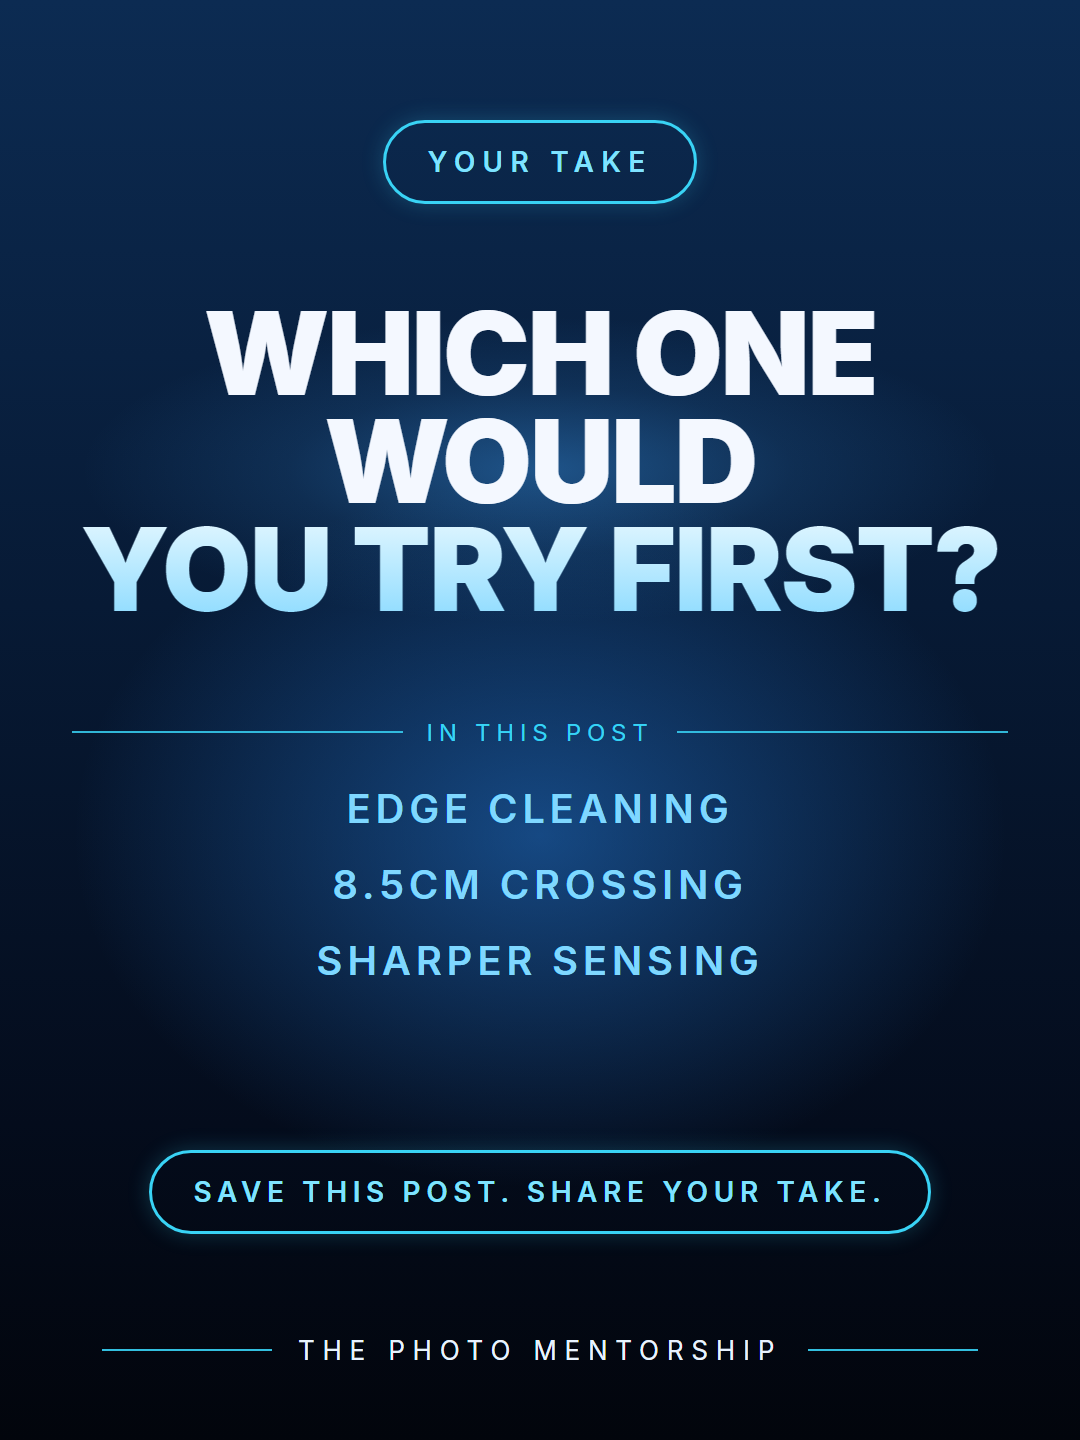 YOUR TAKE
WHICH ONE
WOULD
YOU TRY FIRST?
IN THIS POST
EDGE CLEANING
8.5CM CROSSING
SHARPER SENSING
SAVE THIS POST. SHARE YOUR TAKE.
THE PHOTO MENTORSHIP